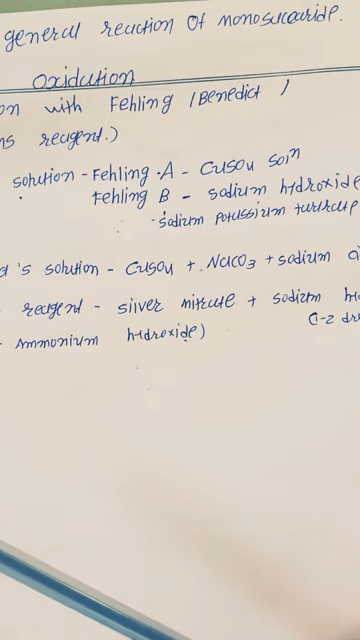 general reaction of monosaccaride.
Oxidation
on with Fehling / Benedict /
ns reagent.)
solution - Fehling A - CuSO4 soln
Fehling B - sodium hydroxide
- sodium potassium tartrate
d's solution - CuSO4 + NaCO3 + sodium ci
reagent - silver nitrate + sodium h
- Ammonium hydroxide)